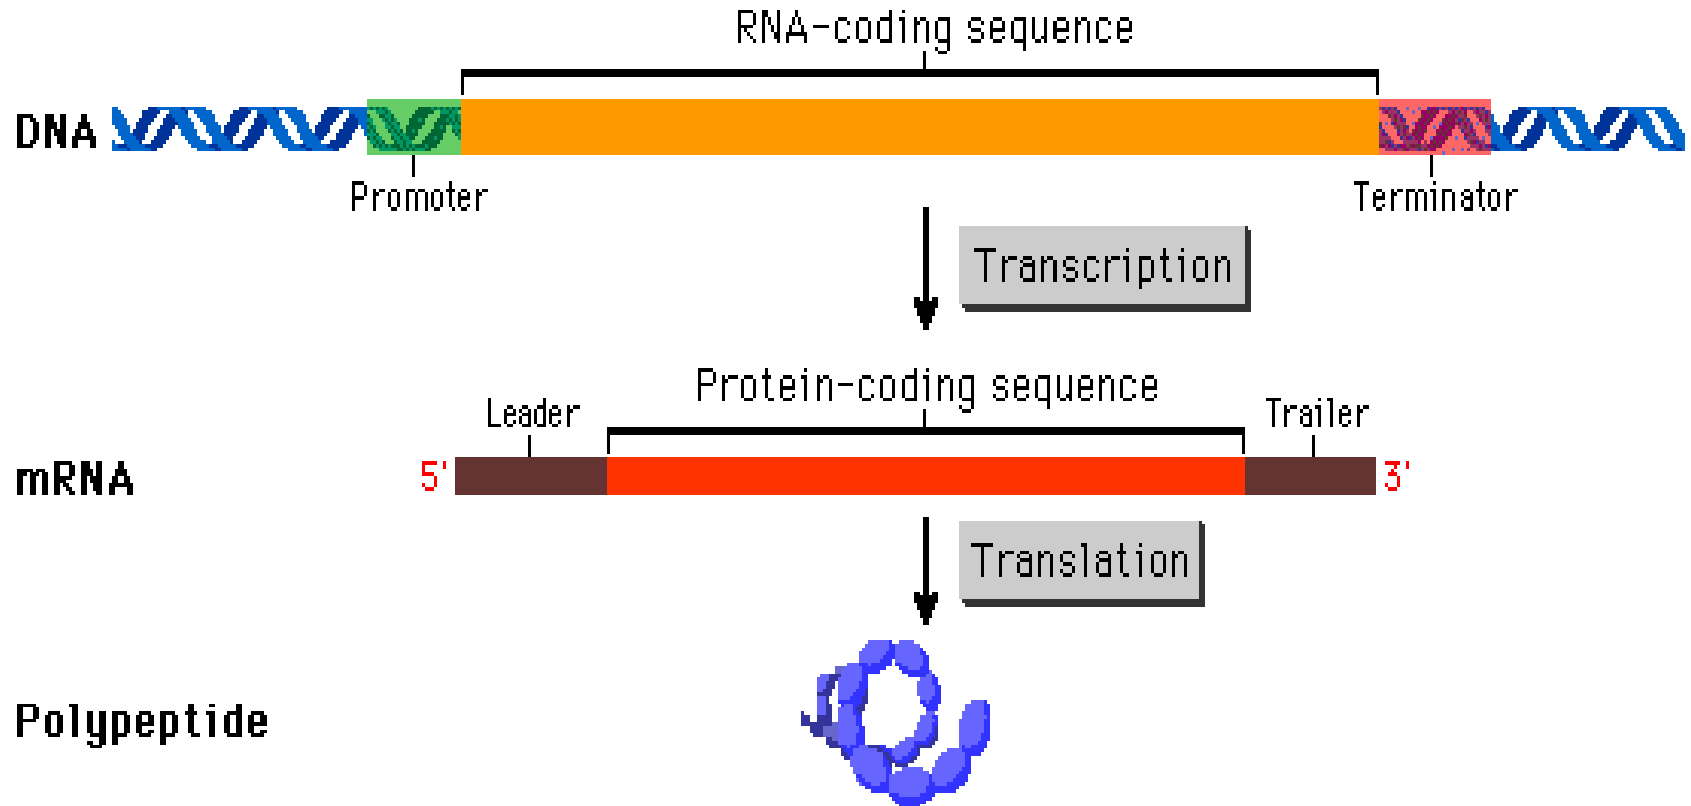 RNA-coding sequence
DNA
Promoter
Terminator
Transcription
Protein-coding sequence
Leader
Trailer
mRNA
5'
3'
Translation
Polypeptide